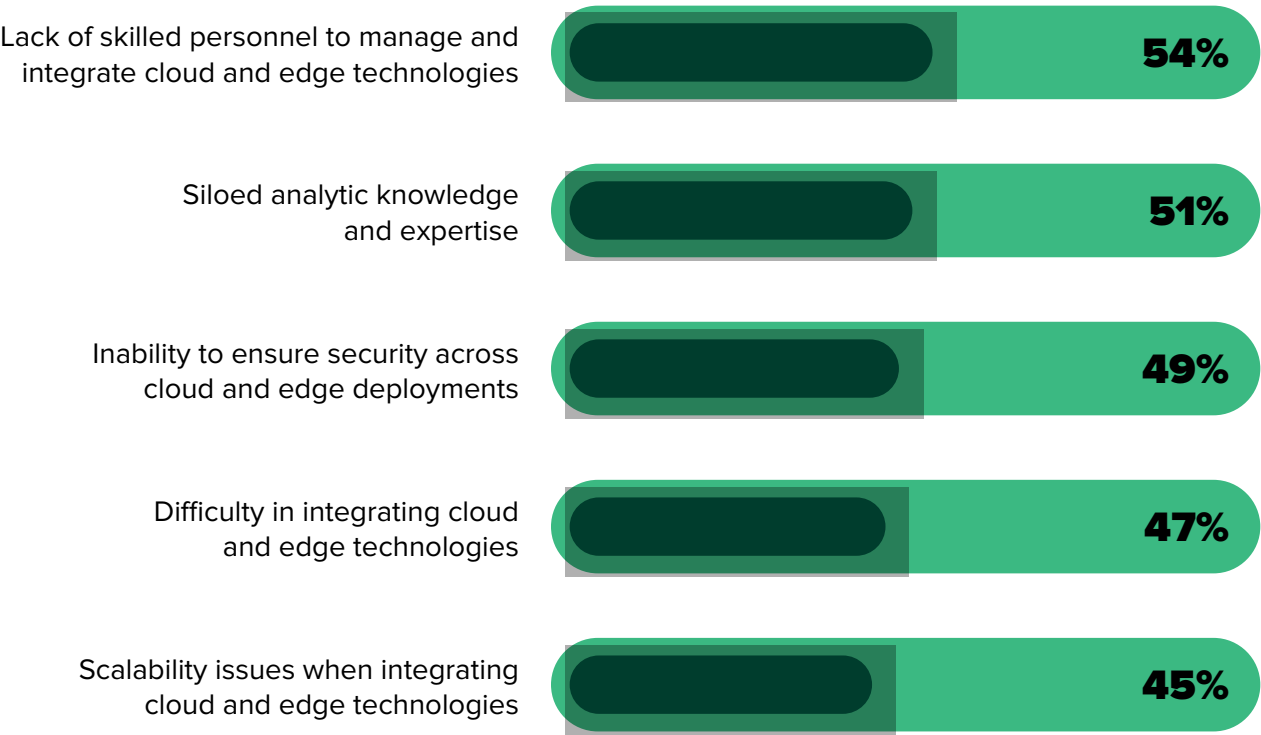 Lack of skilled personnel to manage and
integrate cloud and edge technologies
54%
Siloed analytic knowledge
and expertise
51%
Inability to ensure security across
cloud and edge deployments
49%
Difficulty in integrating cloud
and edge technologies
47%
Scalability issues when integrating
cloud and edge technologies
45%